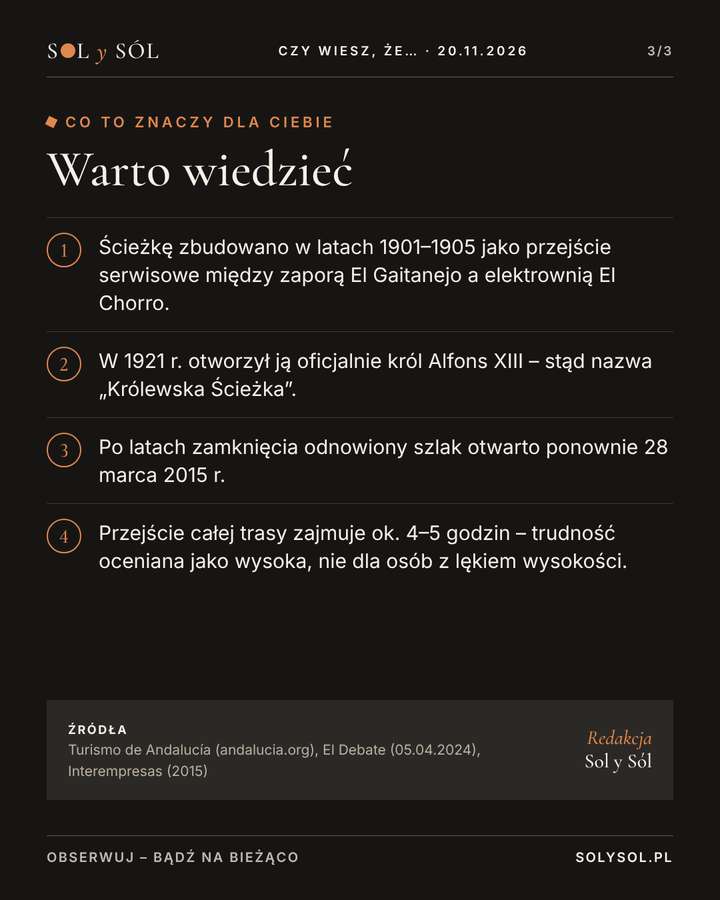 SOL y SÓL
CZY WIESZ, ŻE... · 20.11.2026
3/3
CO TO ZNACZY DLA CIEBIE
Warto wiedzieć
1
Ścieżkę zbudowano w latach 1901–1905 jako przejście
serwisowe między zaporą El Gaitanejo a elektrownią El
Chorro.
2
W 1921 r. otworzył ją oficjalnie król Alfons XIII – stąd nazwa
„Królewska Ścieżka”.
3
Po latach zamknięcia odnowiony szlak otwarto ponownie 28
marca 2015 r.
4
Przejście całej trasy zajmuje ok. 4–5 godzin – trudność
oceniana jako wysoka, nie dla osób z lękiem wysokości.
ŹRÓDŁA
Turismo de Andalucía (andalucia.org), El Debate (05.04.2024),
Interempresas (2015)
Redakcja
Sol y Sól
OBSERWUJ – BĄDŹ NA BIEŻĄCO
SOLYSOL.PL